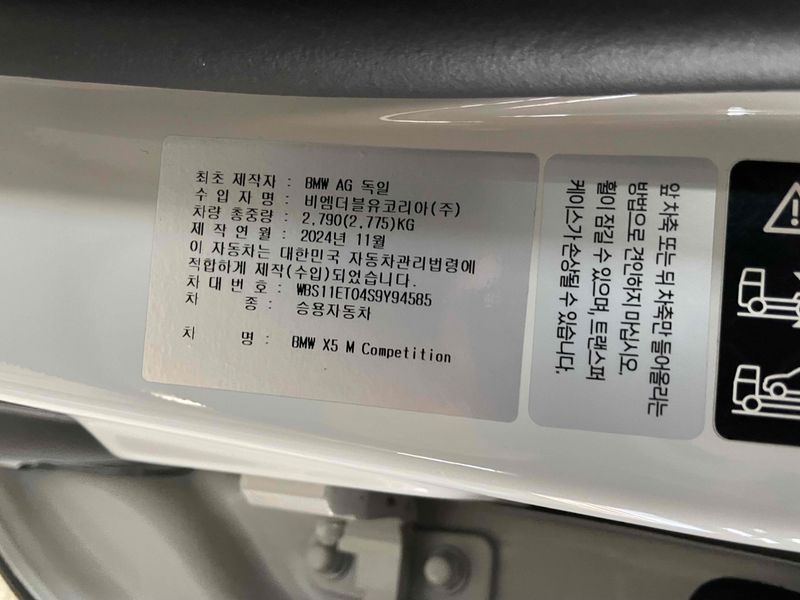 최초 제작자 : BMW AG 독일
수 입 자 명 : 비엠더블유코리아(주)
차량 총중량 : 2,790(2,775)KG
제 작 연 월 : 2024년 11월
이 자동차는 대한민국 자동차관리법령에
적합하게 제작(수입)되었습니다.
차 대 번 호 : WBS11ET04S9Y94585
차 종 : 승용자동차
차 명 : BMW X5 M Competition
앞 차축 또는 뒤 차축만 들어올리는
방법으로 견인하지 마십시오.
휠이 잠길 수 있으며, 트랜스퍼
케이스가 손상될 수 있습니다.